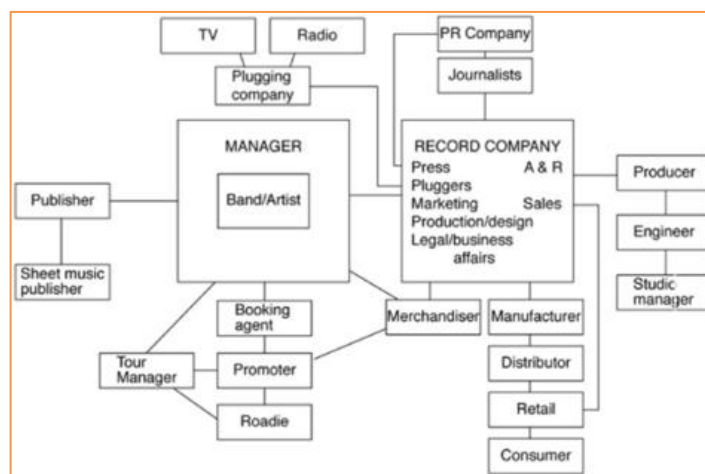 TV
Radio
PR Company
Plugging
company
Journalists
MANAGER
Band/Artist
RECORD COMPANY
Press A & R
Pluggers
Marketing Sales
Production/design
Legal/business
affairs
Producer
Engineer
Studio
manager
Publisher
Sheet music
publisher
Booking
agent
Merchandiser
Manufacturer
Tour
Manager
Promoter
Distributor
Roadie
Retail
Consumer